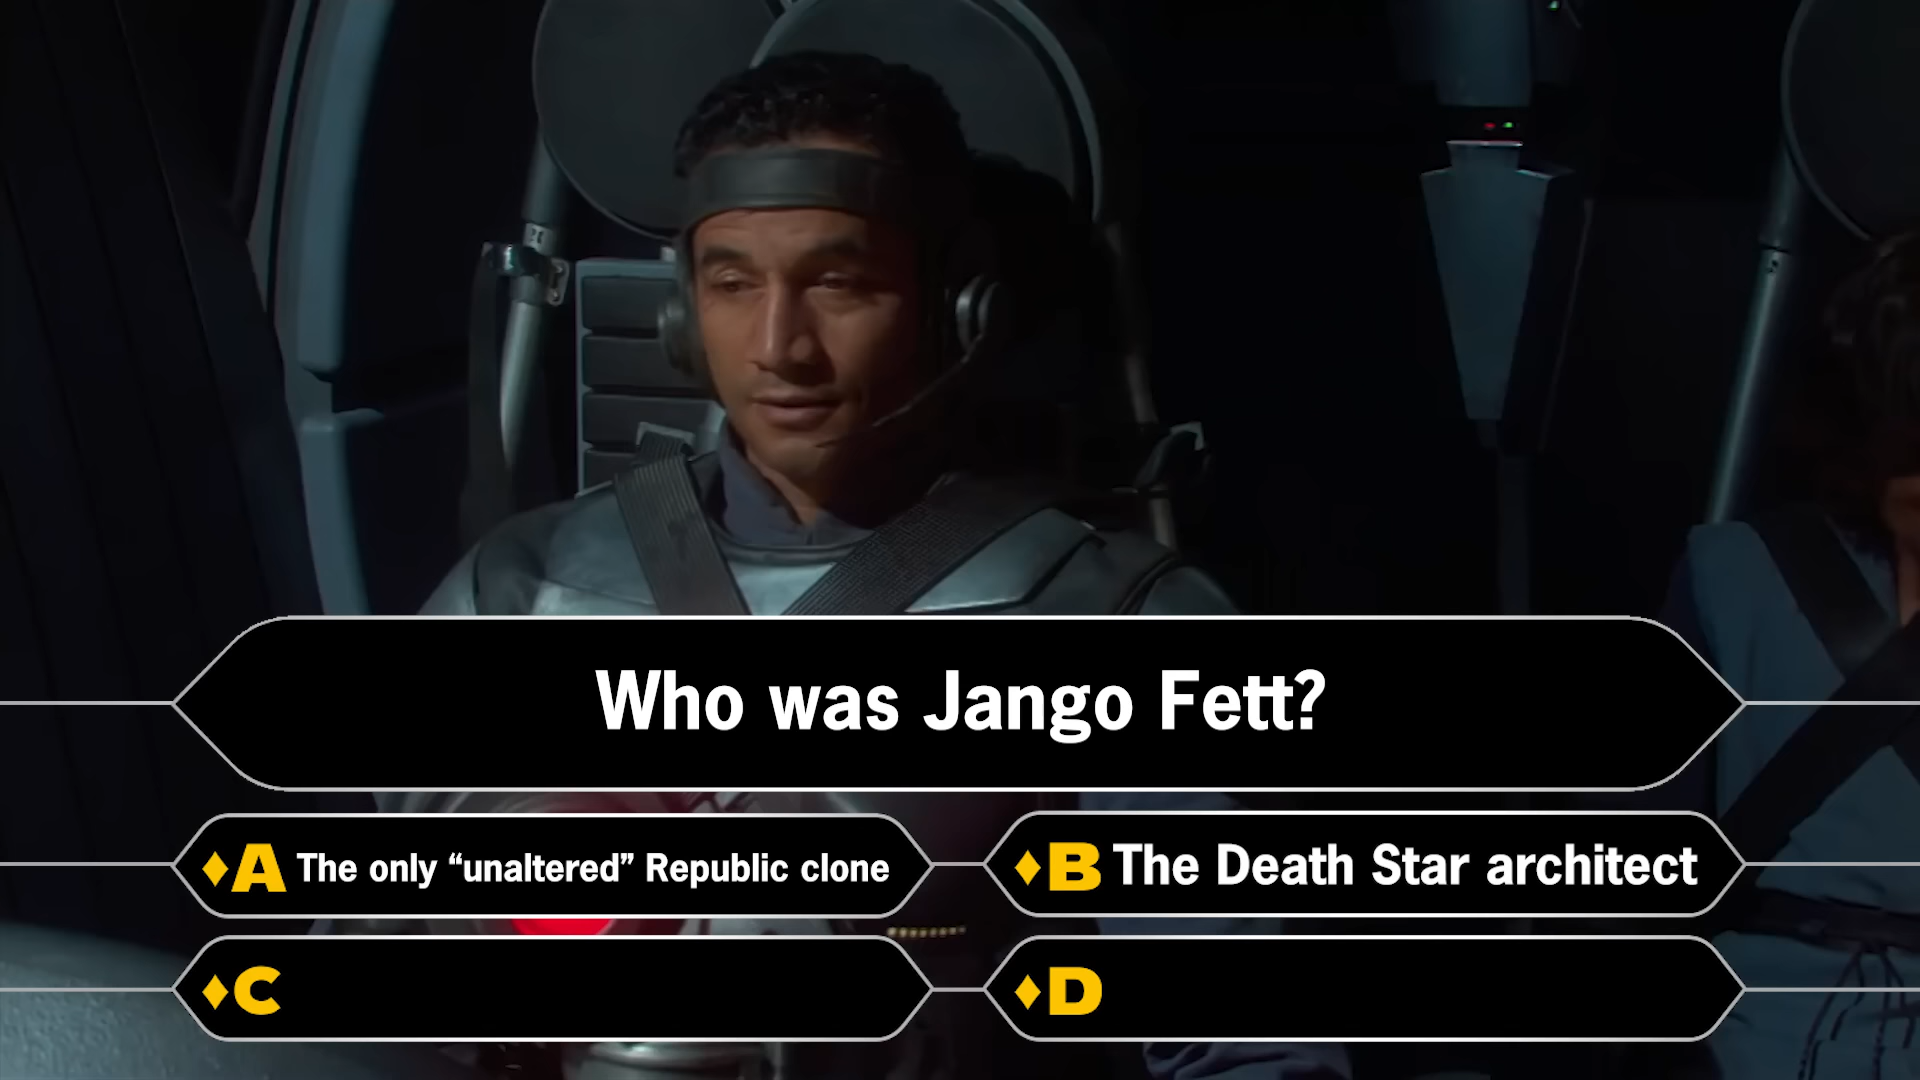 Who was Jango Fett?
A The only “unaltered” Republic clone
B The Death Star architect
C
D